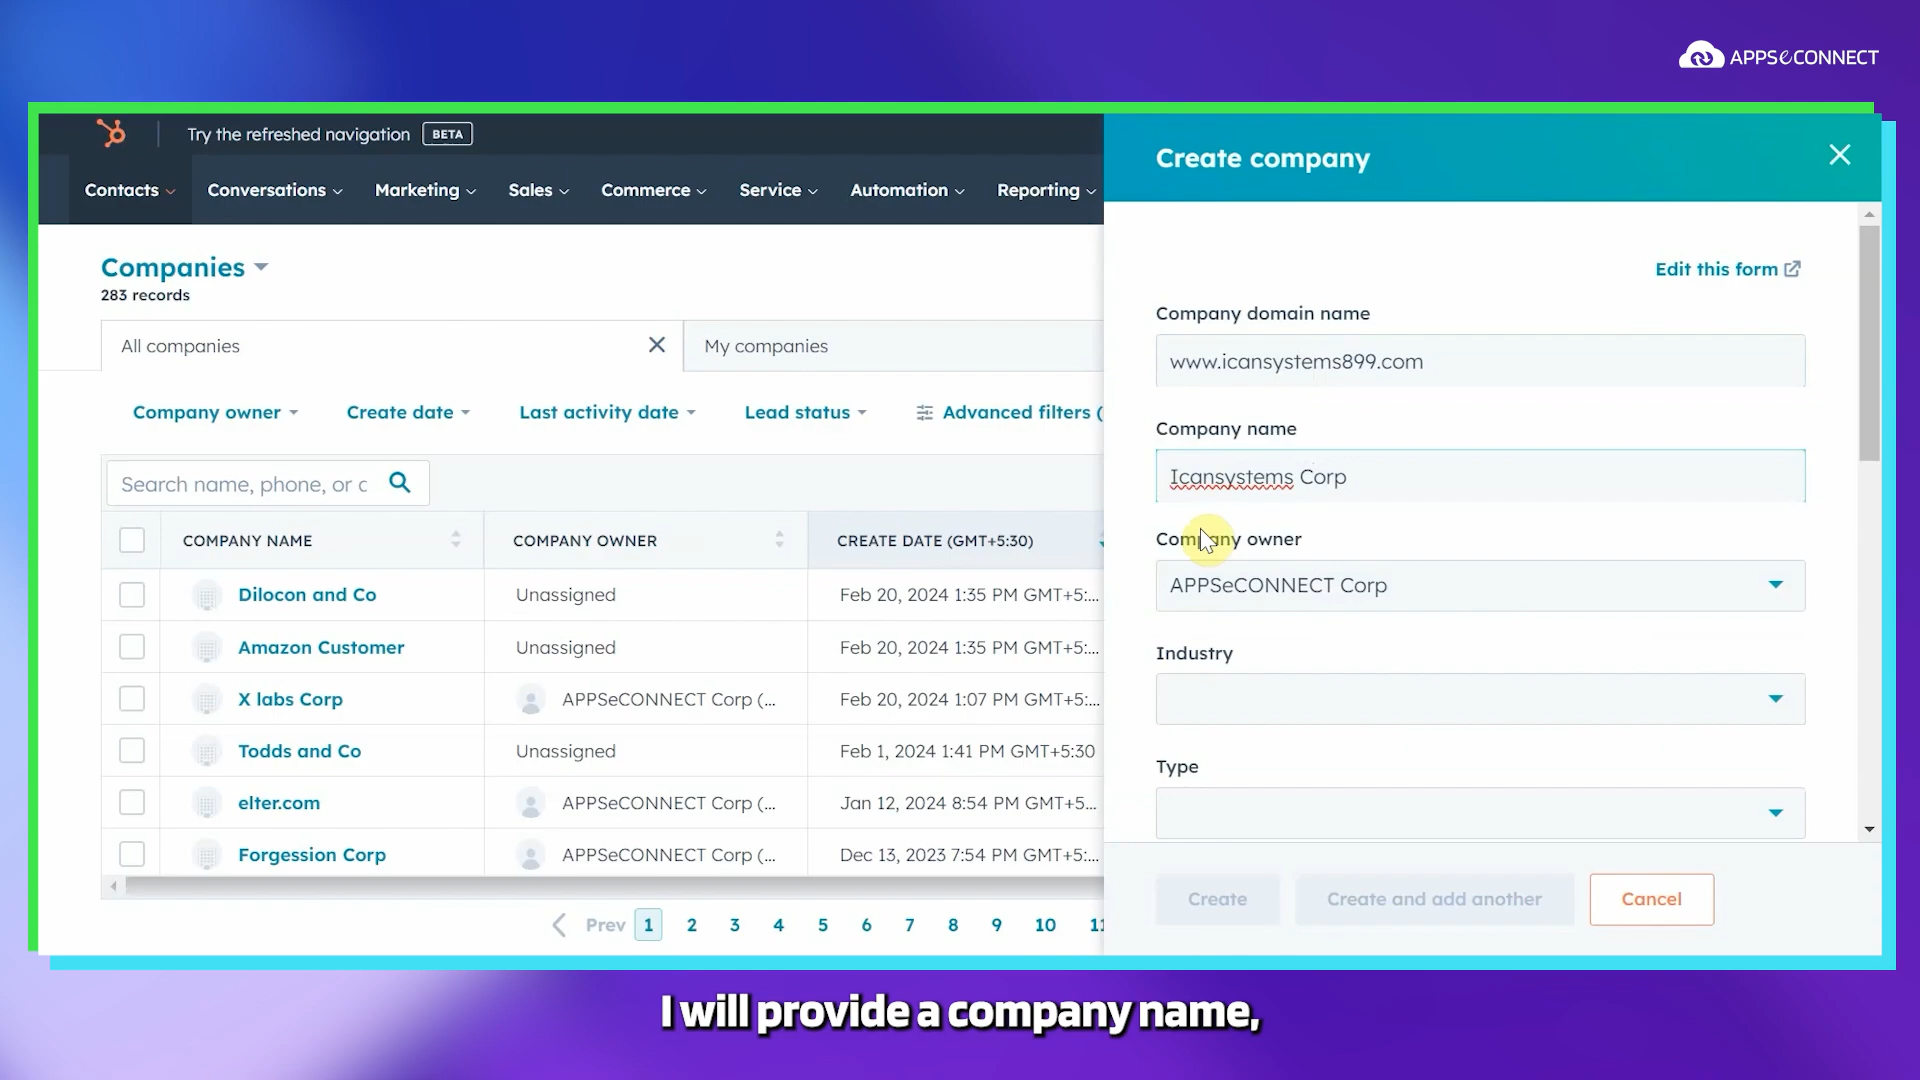 APPSeCONNECT
Try the refreshed navigation BETA
Contacts Conversations Marketing Sales Commerce Service Automation Reporting
Companies
283 records
All companies
My companies
Company owner Create date Last activity date Lead status Advanced filters (
Search name, phone, or c
COMPANY NAME COMPANY OWNER CREATE DATE (GMT+5:30)
Dilocon and Co Unassigned Feb 20, 2024 1:35 PM GMT+5:...
Amazon Customer Unassigned Feb 20, 2024 1:35 PM GMT+5:...
X labs Corp APPSeCONNECT Corp (... Feb 20, 2024 1:07 PM GMT+5:...
Todds and Co Unassigned Feb 1, 2024 1:41 PM GMT+5:30
elter.com APPSeCONNECT Corp (... Jan 12, 2024 8:54 PM GMT+5...
Forgession Corp APPSeCONNECT Corp (... Dec 13, 2023 7:54 PM GMT+5:...
Prev 1 2 3 4 5 6 7 8 9 10 11
Create company
Edit this form
Company domain name
www.icansystems899.com
Company name
Icansystems Corp
Company owner
APPSeCONNECT Corp
Industry
Type
Create Create and add another Cancel
I will provide a company name,